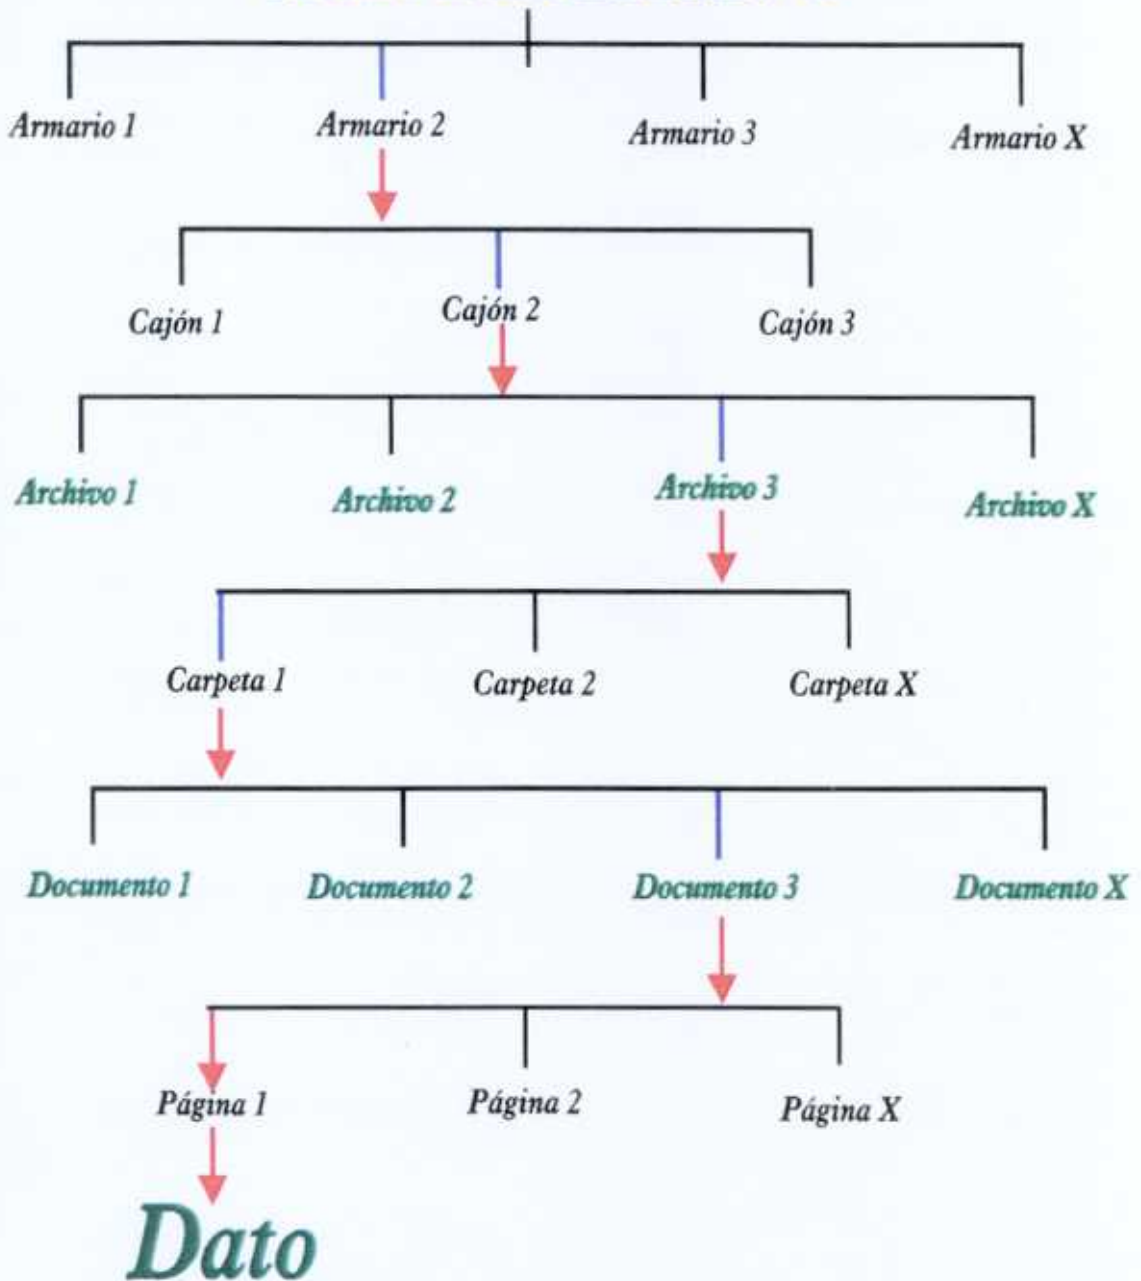 Armario 1 Armario 2 Armario 3 Armario X
Cajón 1 Cajón 2 Cajón 3
Archivo 1 Archivo 2 Archivo 3 Archivo X
Carpeta 1 Carpeta 2 Carpeta X
Documento 1 Documento 2 Documento 3 Documento X
Página 1 Página 2 Página X
Dato